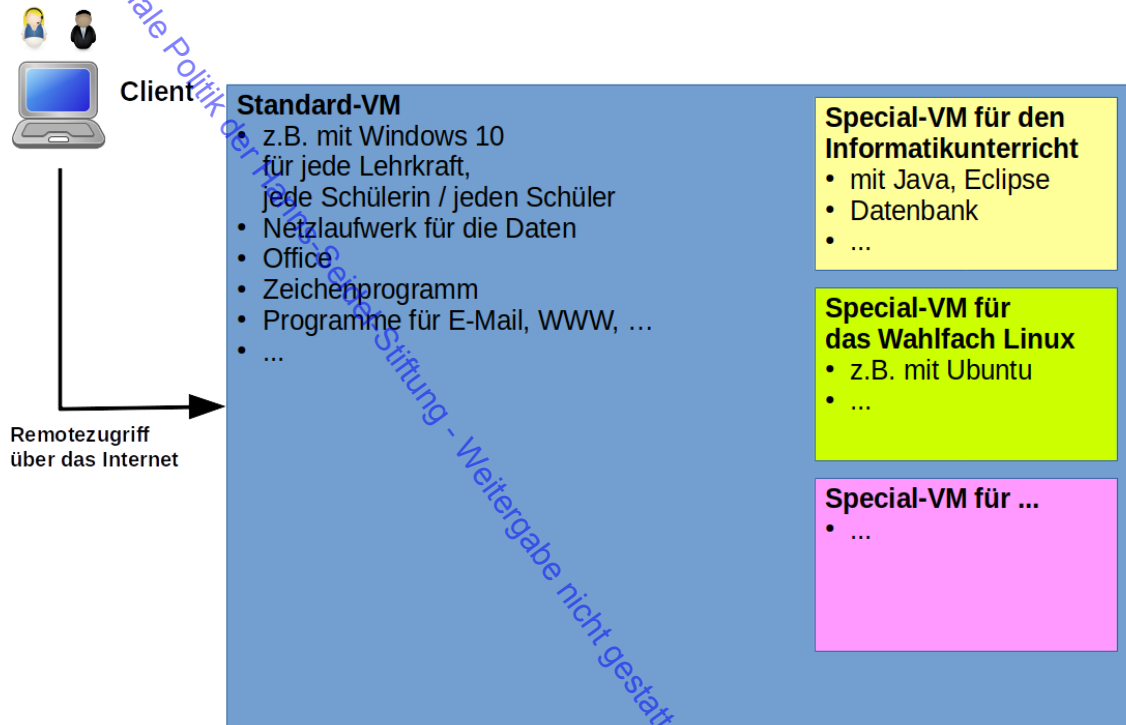 Client
Standard-VM
• z.B. mit Windows 10
für jede Lehrkraft,
jede Schülerin / jeden Schüler
• Netzlaufwerk für die Daten
• Office
• Zeichenprogramm
• Programme für E-Mail, WWW, …
• ...
Special-VM für den
Informatikunterricht
• mit Java, Eclipse
• Datenbank
• ...
Special-VM für
das Wahlfach Linux
• z.B. mit Ubuntu
• ...
Special-VM für ...
• ...
Remotezugriff
über das Internet
Politik der Hanns-Seidel-Stiftung - Weitergabe nicht